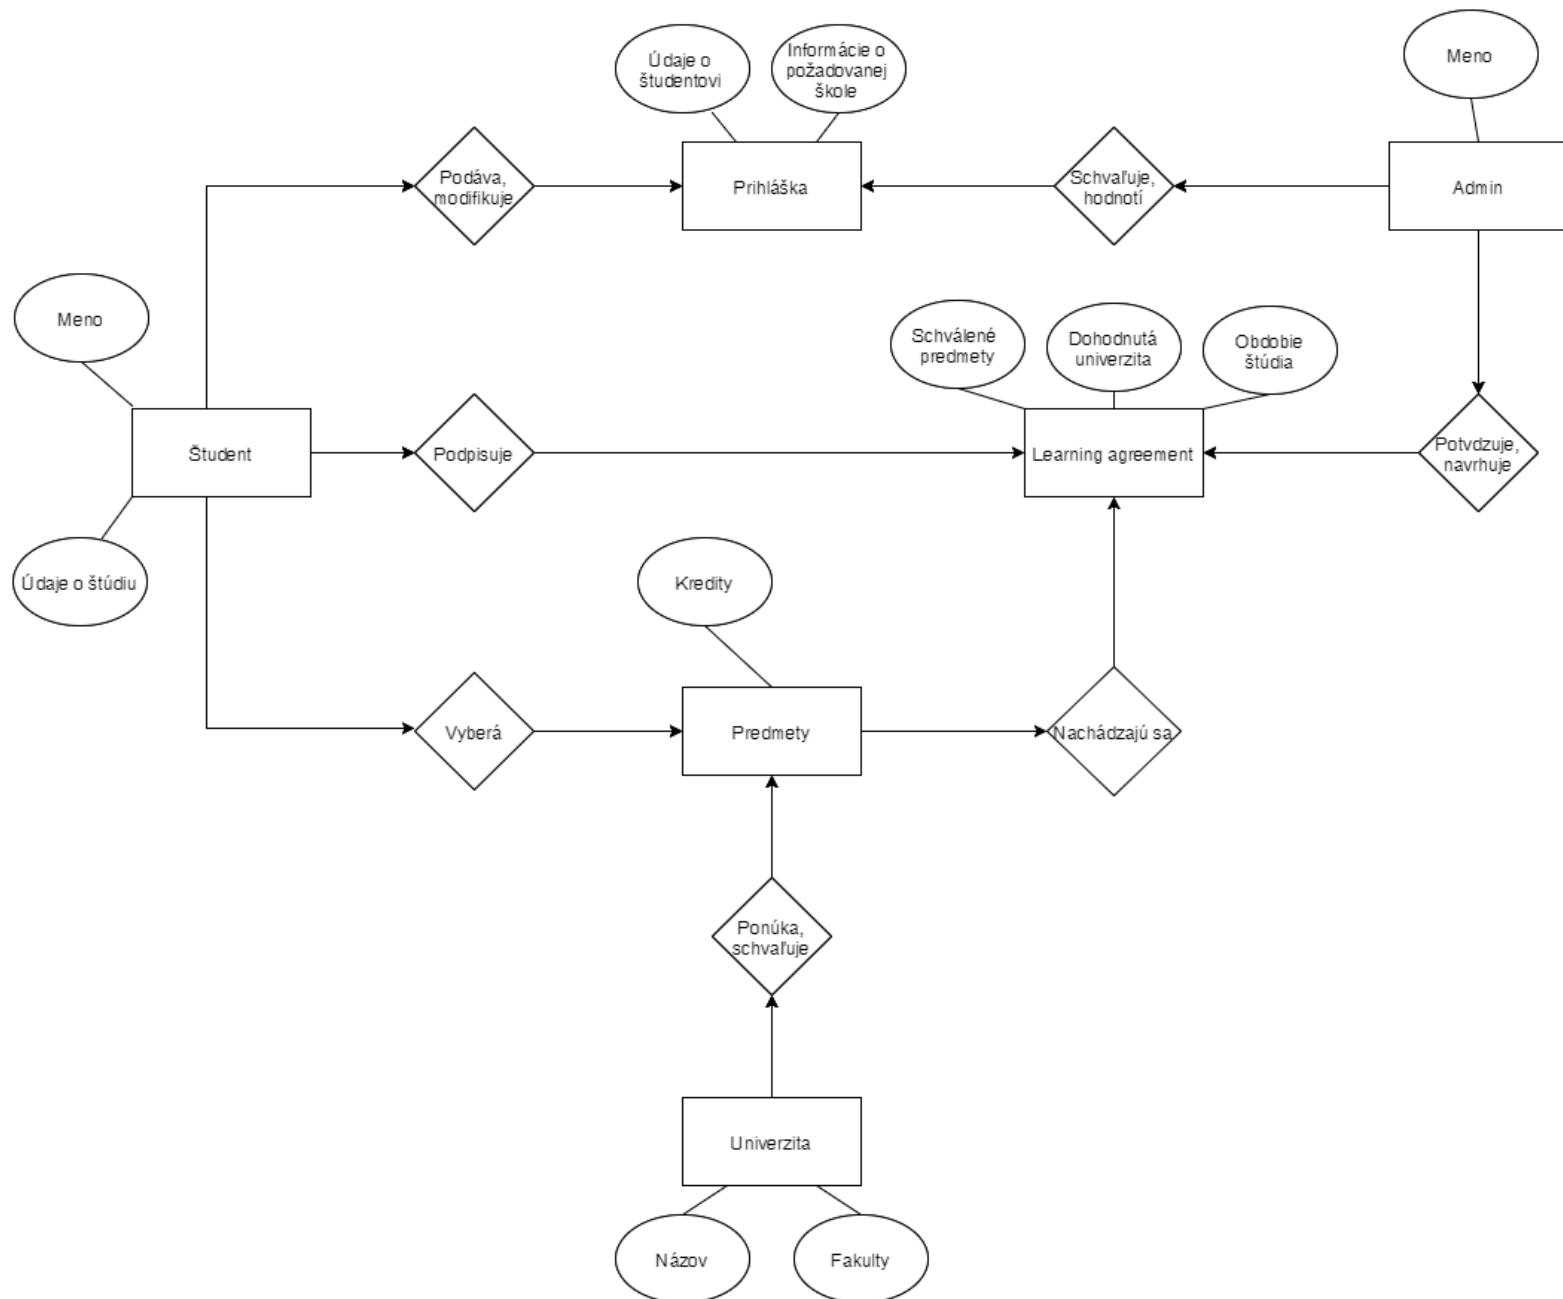 Údaje o
študentovi
Informácie o
požadovanej
škole
Meno
Podáva,
modifikuje
Prihláška
Schvaľuje,
hodnotí
Admin
Meno
Schválené
predmety
Dohodnutá
univerzita
Obdobie
štúdia
Študent
Podpisuje
Learning agreement
Potvdzuje,
navrhuje
Údaje o štúdiu
Kredity
Vyberá
Predmety
Nachádzajú sa
Ponúka,
schvaľuje
Univerzita
Názov
Fakulty